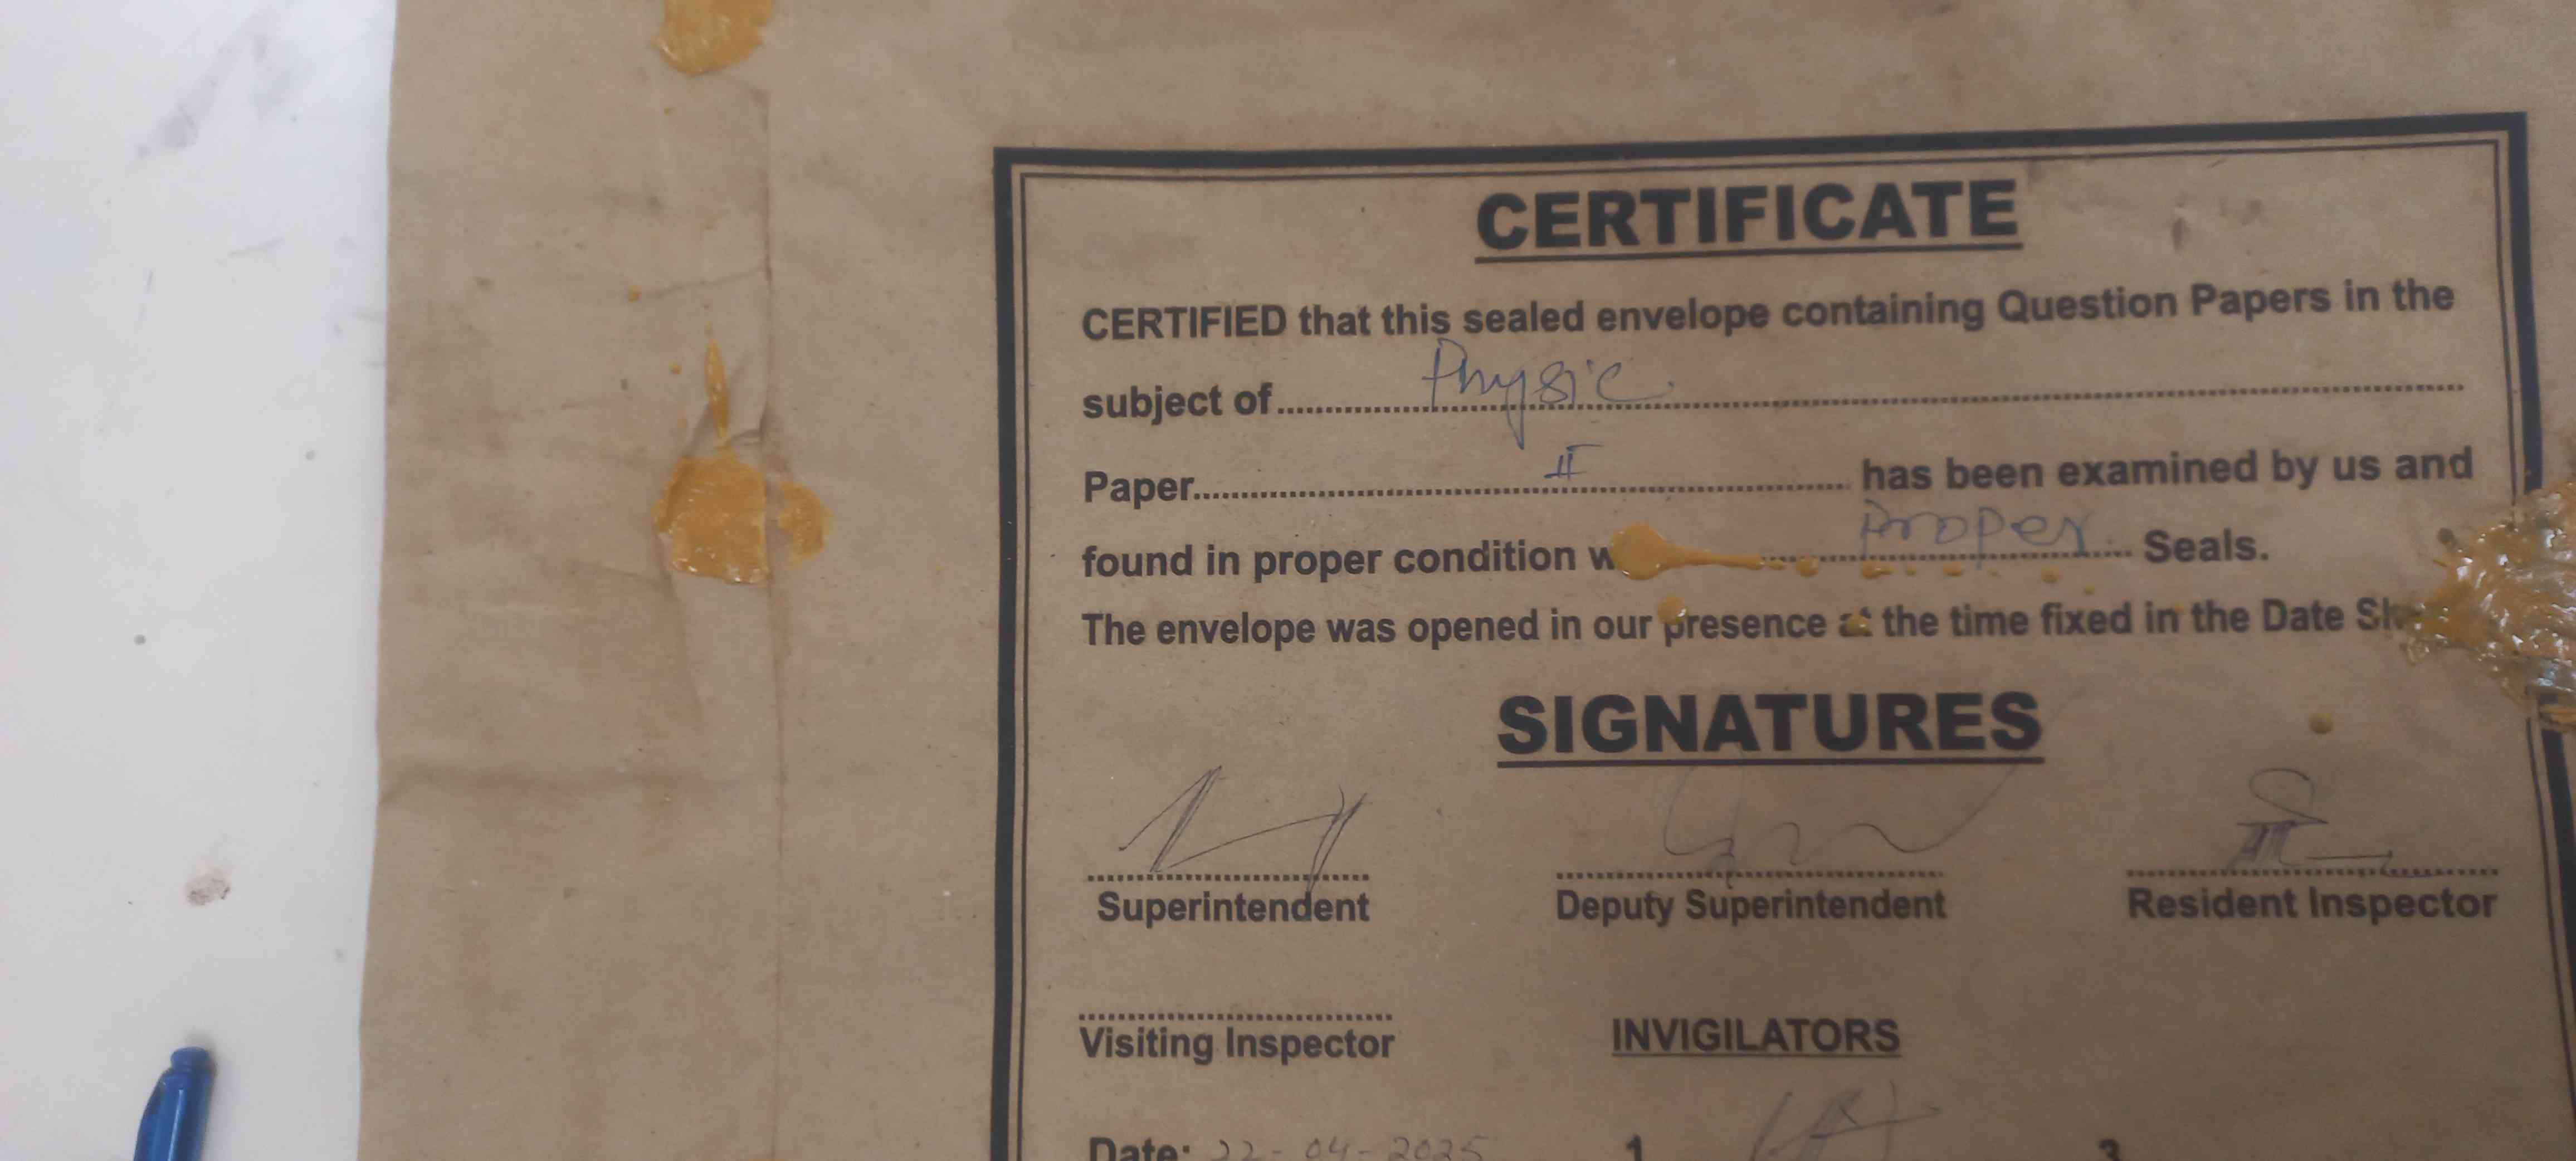 CERTIFICATE
CERTIFIED that this sealed envelope containing Question Papers in the
subject of Physic
Paper II has been examined by us and
found in proper condition Proper Seals.
The envelope was opened in our presence at the time fixed in the Date
SIGNATURES
Superintendent Deputy Superintendent Resident Inspector
Visiting Inspector INVIGILATORS
Date: 22-04-2025 1 3